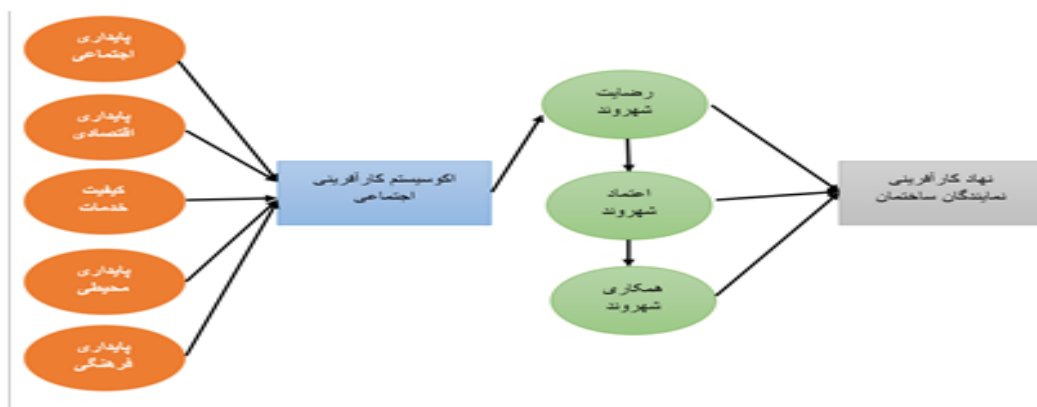 پایداری
اجتماعی
پایداری
اقتصادی
کیفیت
خدمات
پایداری
محیطی
پایداری
فرهنگی
اکوسیستم کارآفرینی
اجتماعی
رضایت
شهروند
اعتماد
شهروند
همکاری
شهروند
نهاد کارآفرینی
نمایندگان ساختمان